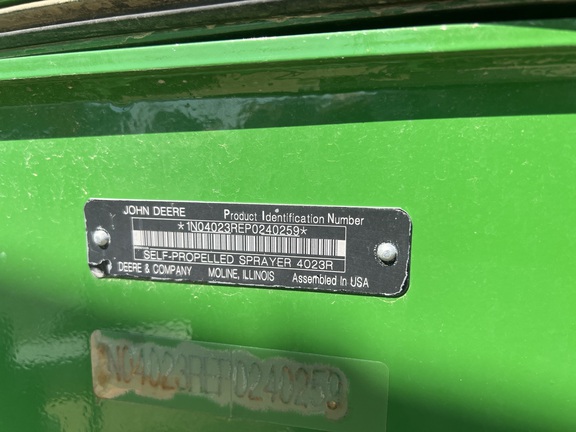 JOHN DEERE Product Identification Number
*1N04023REP0240259*
SELF-PROPELLED SPRAYER 4023R
DEERE & COMPANY MOLINE, ILLINOIS Assembled in USA